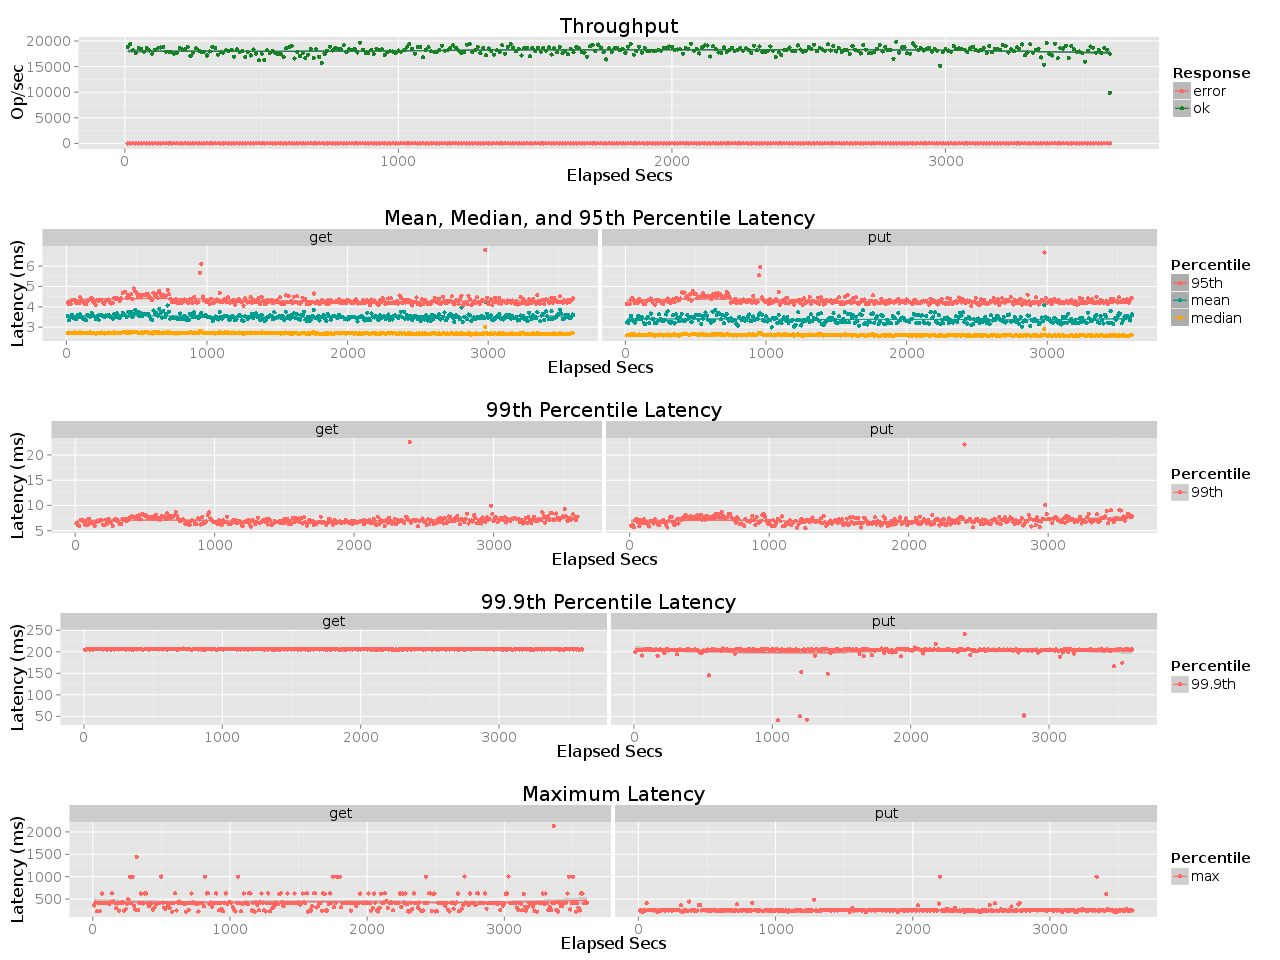 Throughput
20000
15000
10000
5000
0
Op/sec
0 1000 2000 3000
Elapsed Secs
Response
error
ok
Mean, Median, and 95th Percentile Latency
get put
6
5
4
3
Latency (ms)
0 1000 2000 3000 0 1000 2000 3000
Elapsed Secs
Percentile
95th
mean
median
99th Percentile Latency
get put
20
15
10
5
Latency (ms)
0 1000 2000 3000 0 1000 2000 3000
Elapsed Secs
Percentile
99th
99.9th Percentile Latency
get put
250
200
150
100
50
Latency (ms)
0 1000 2000 3000 0 1000 2000 3000
Elapsed Secs
Percentile
99.9th
Maximum Latency
get put
2000
1500
1000
500
Latency (ms)
0 1000 2000 3000 0 1000 2000 3000
Elapsed Secs
Percentile
max